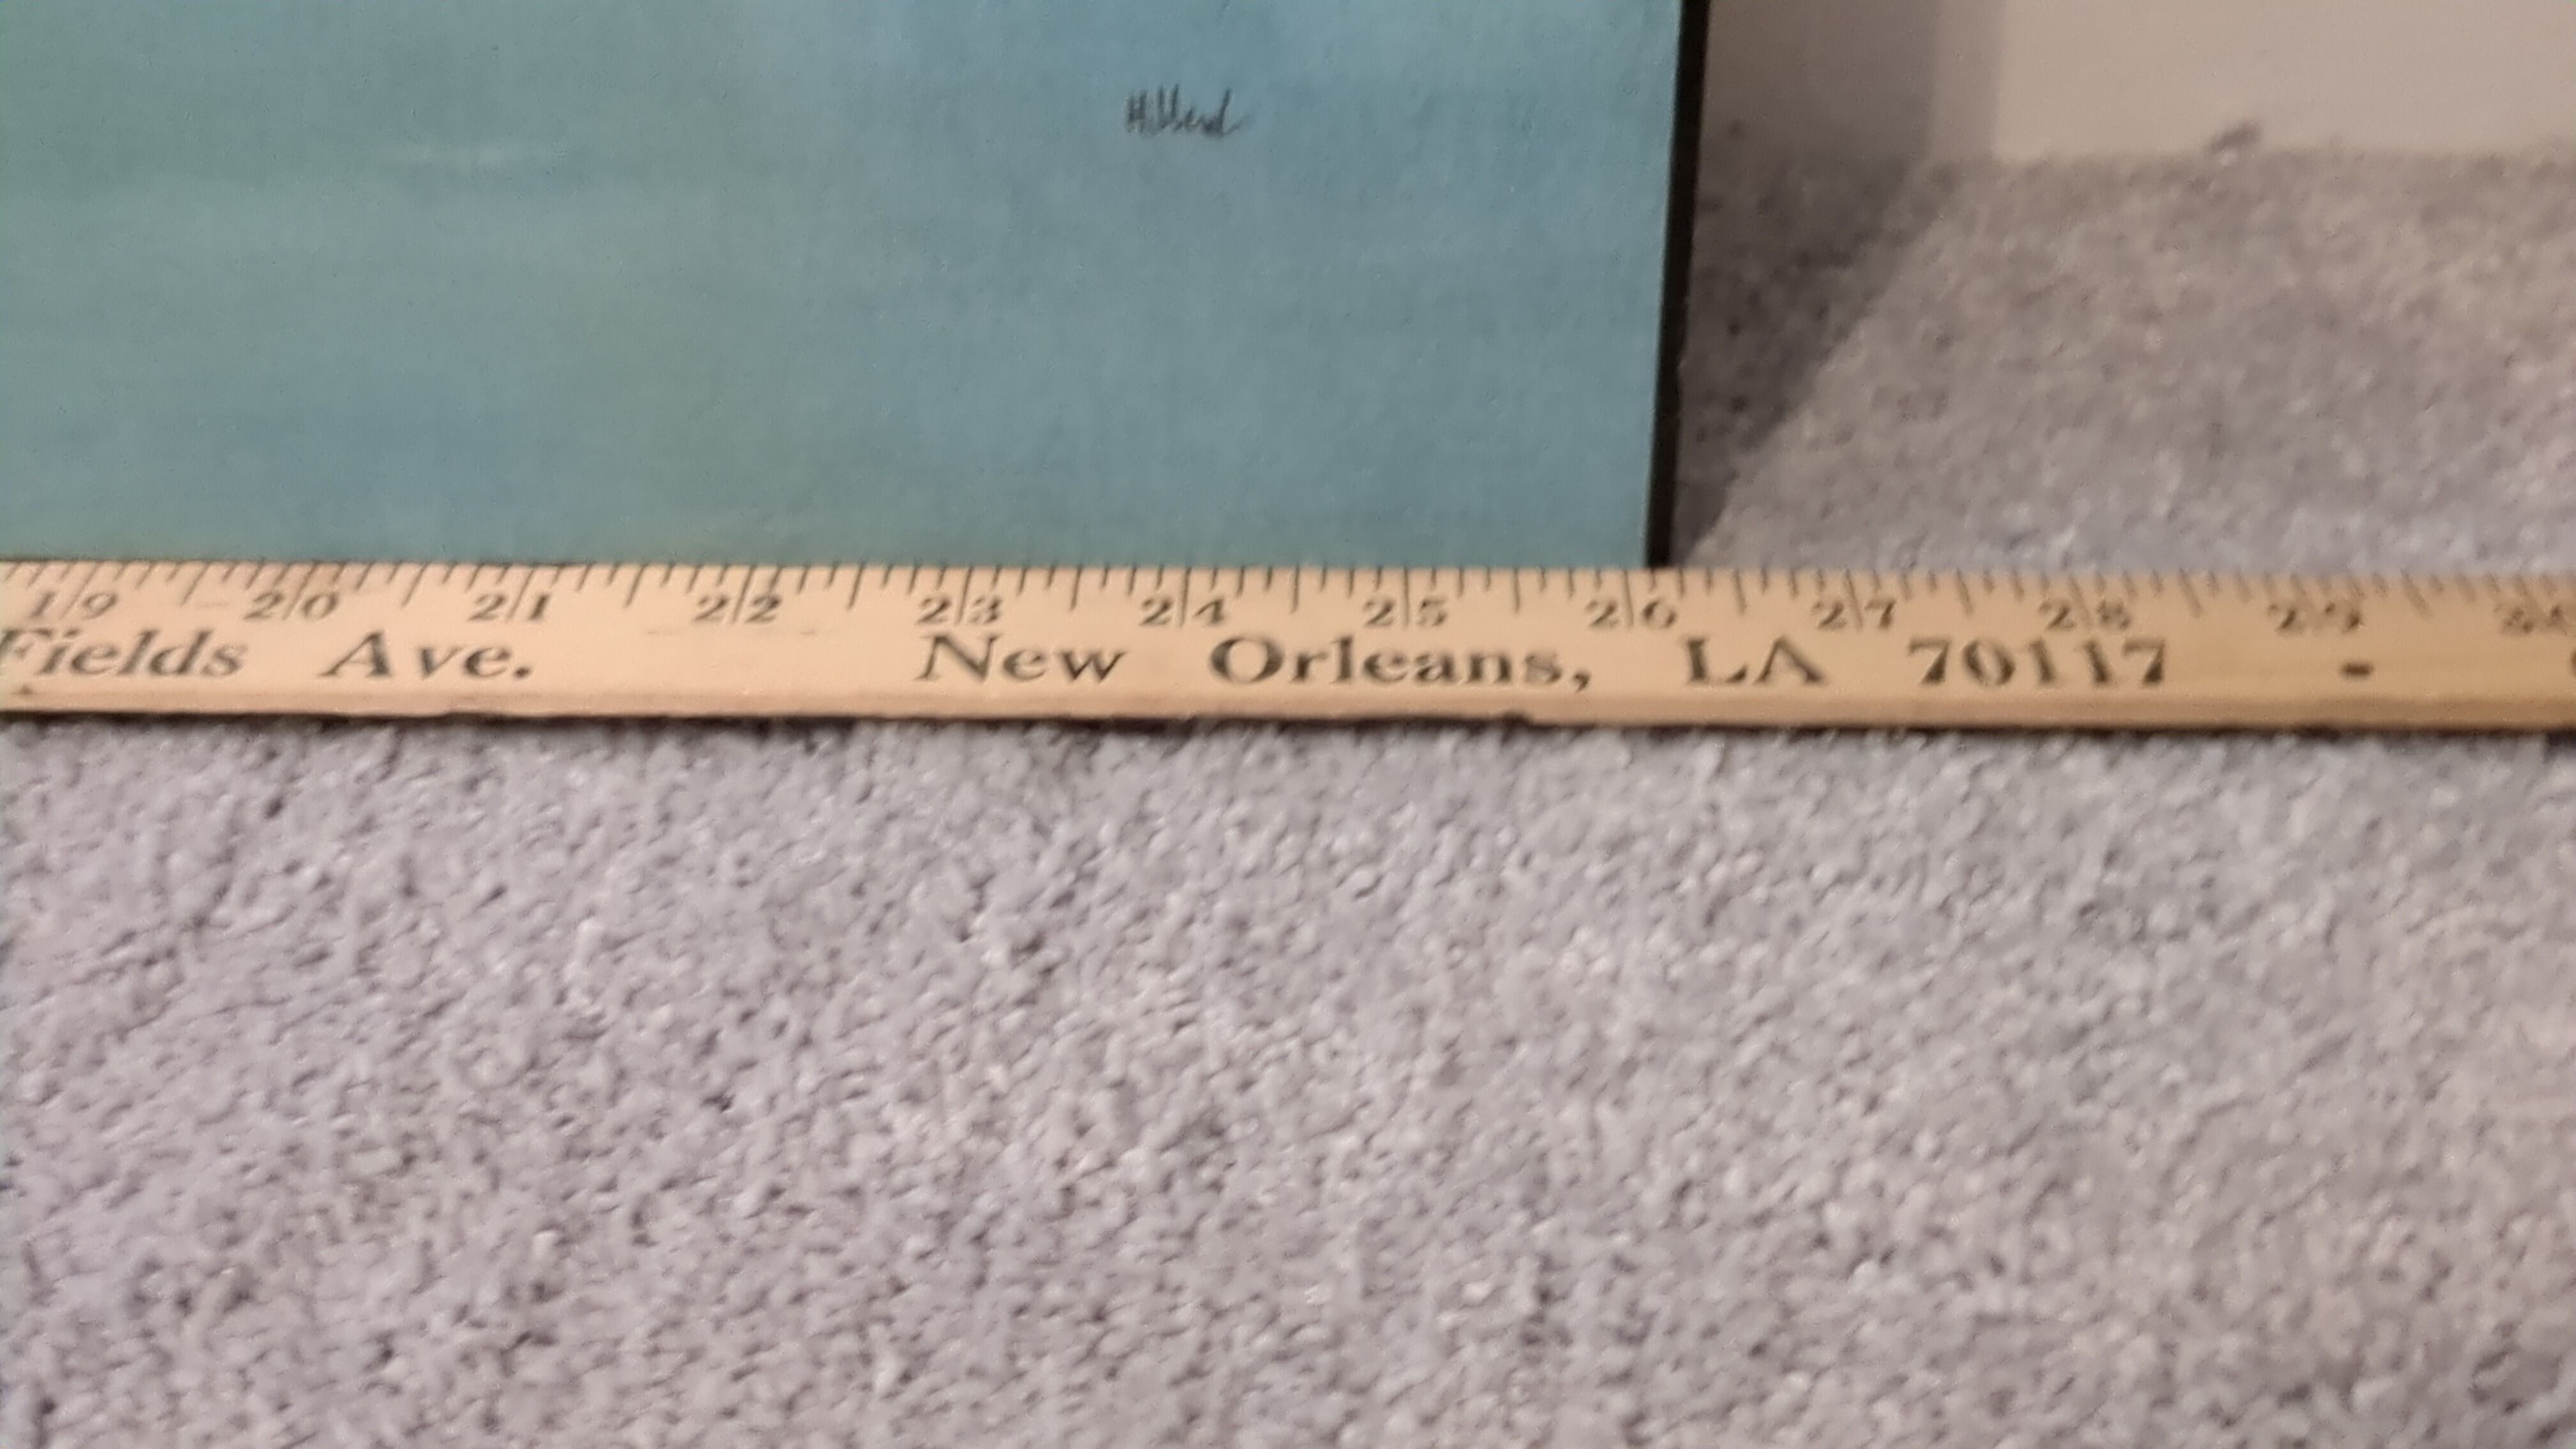 19 20 21 22 23 24 25 26 27 28 29
Fields Ave. New Orleans, LA 70117 -